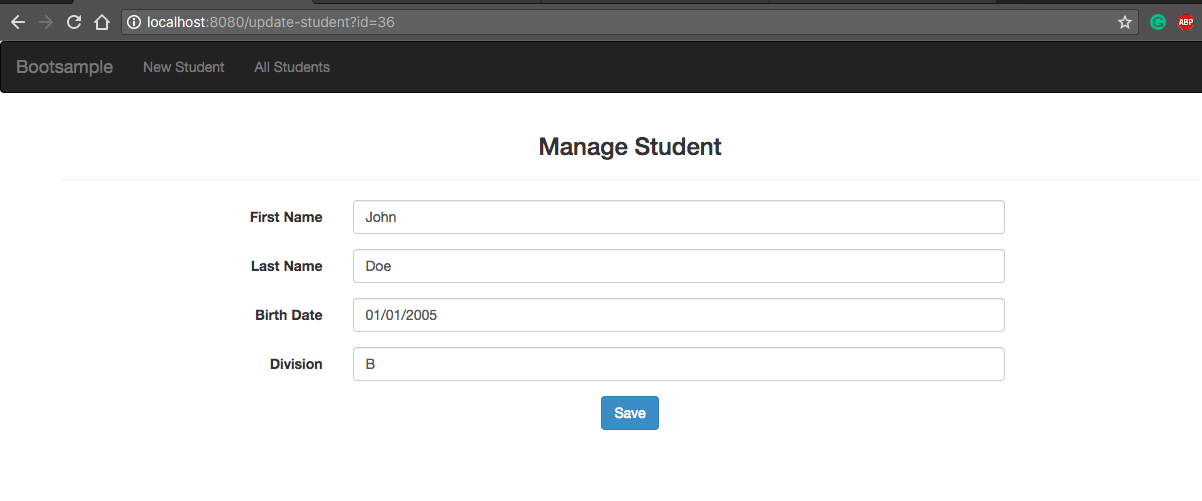 localhost:8080/update-student?id=36
ABP
Bootsample New Student All Students
Manage Student
First Name John
Last Name Doe
Birth Date 01/01/2005
Division B
Save